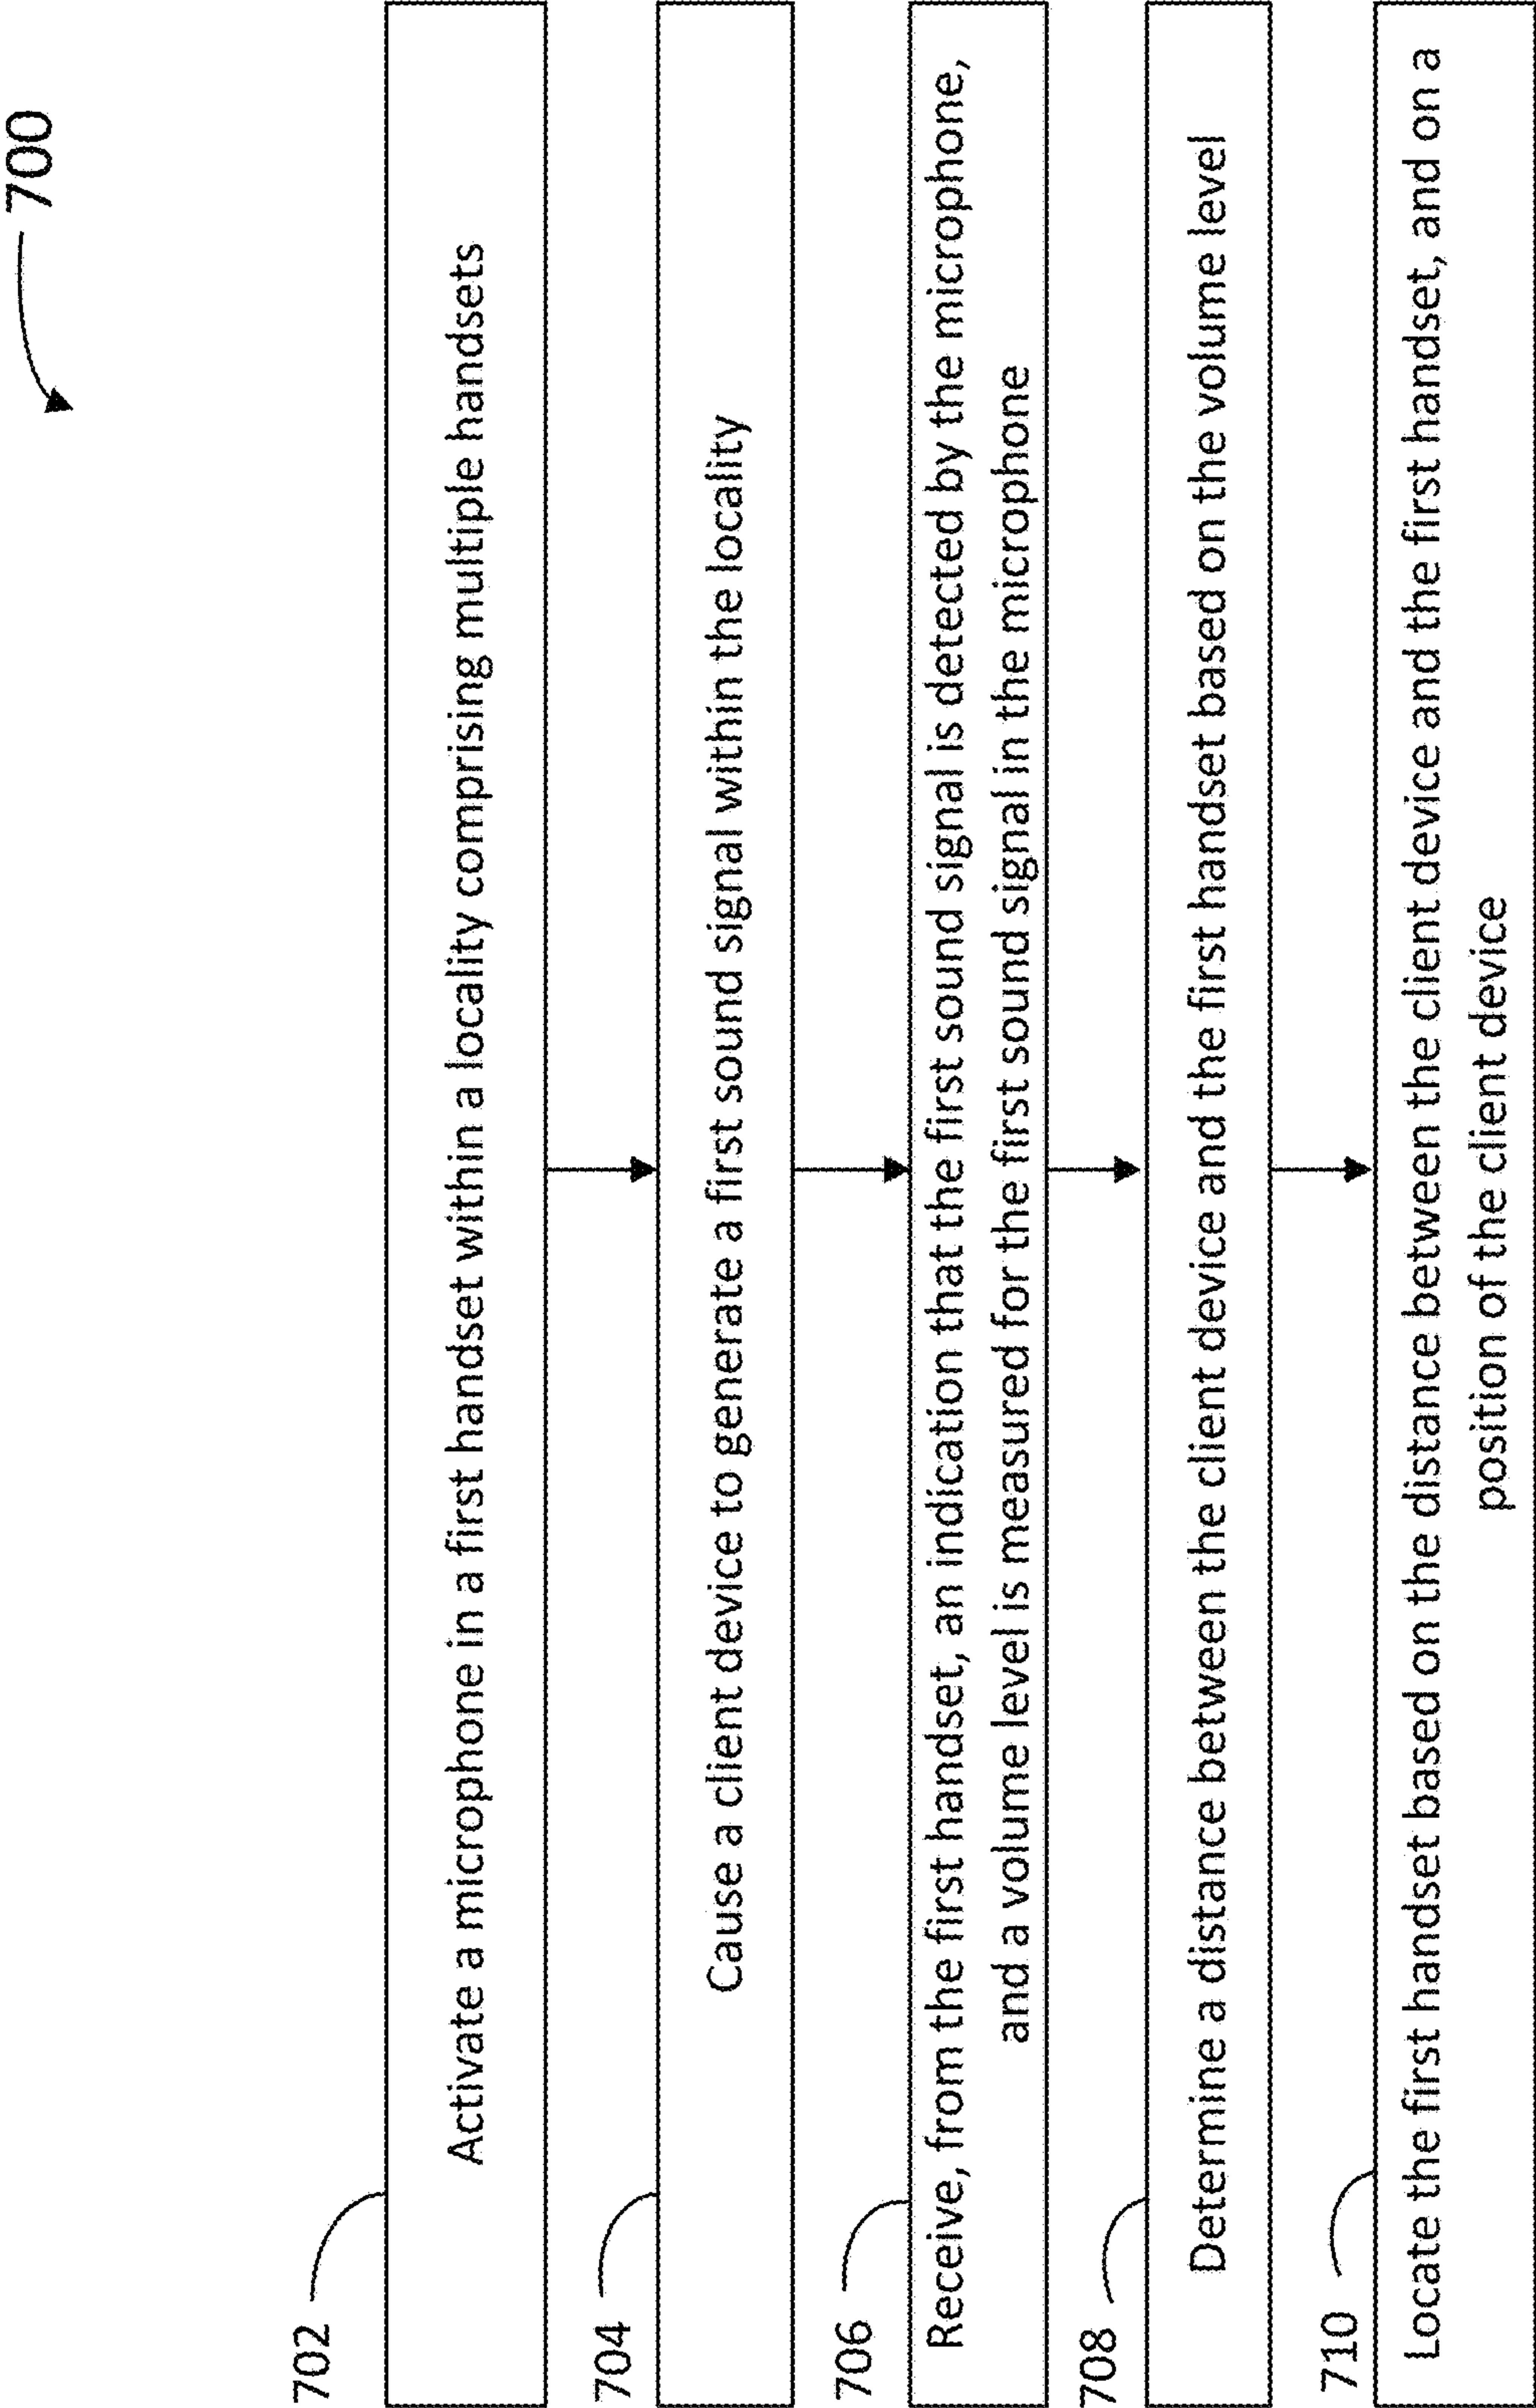 700
702
Activate a microphone in a first handset within a locality comprising multiple handsets
704
Cause a client device to generate a first sound signal within the locality
706
Receive, from the first handset, an indication that the first sound signal is detected by the microphone,
and a volume level is measured for the first sound signal in the microphone
708
Determine a distance between the client device and the first handset based on the volume level
710
Locate the first handset based on the distance between the client device and the first handset, and on a
position of the client device